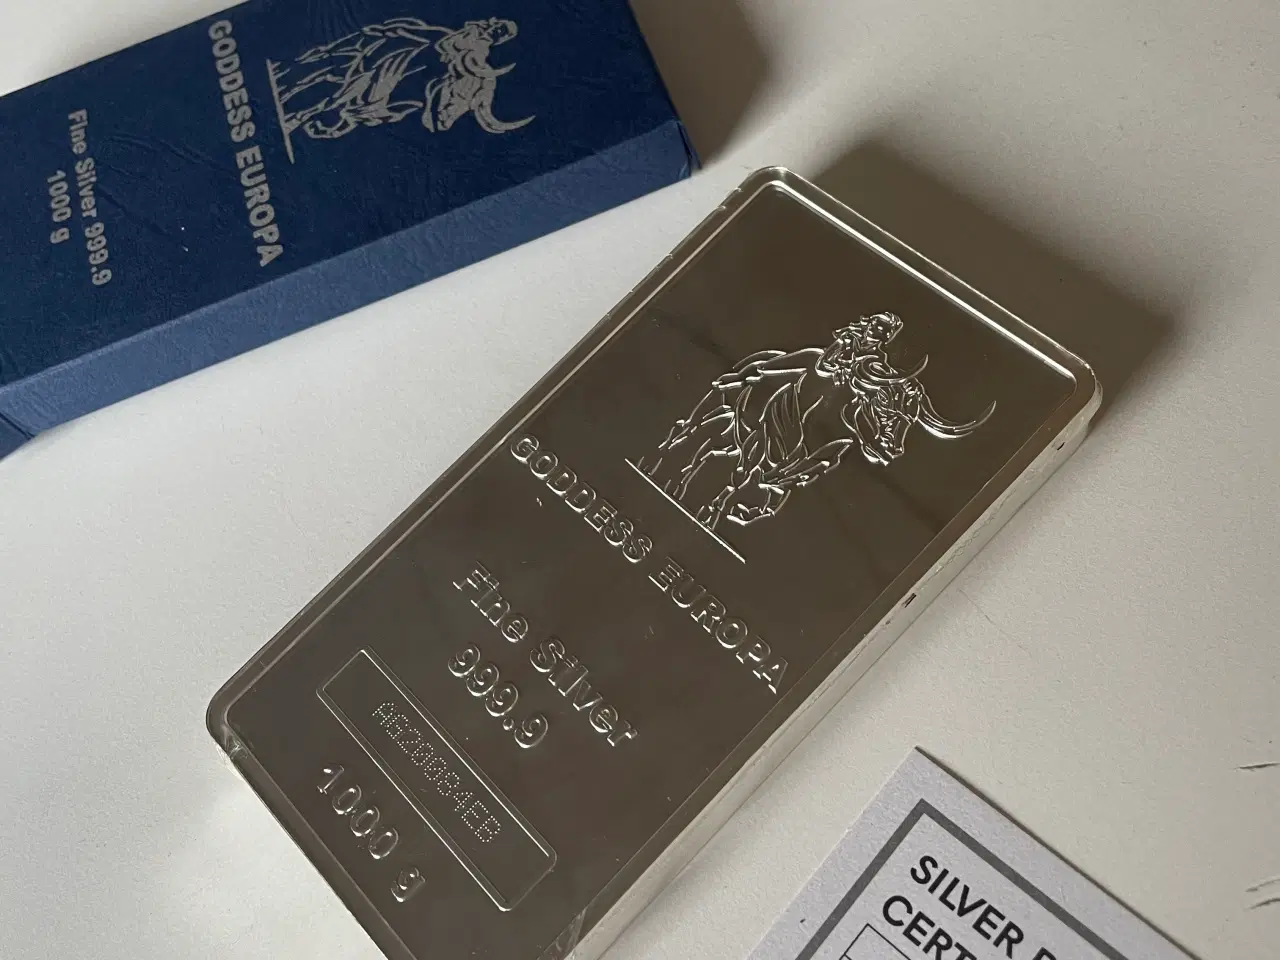 GODDESS EUROPA
Fine Silver 999.9
1000 g
GODDESS EUROPA
Fine Silver
999.9
1000 g
SILVER
CERT